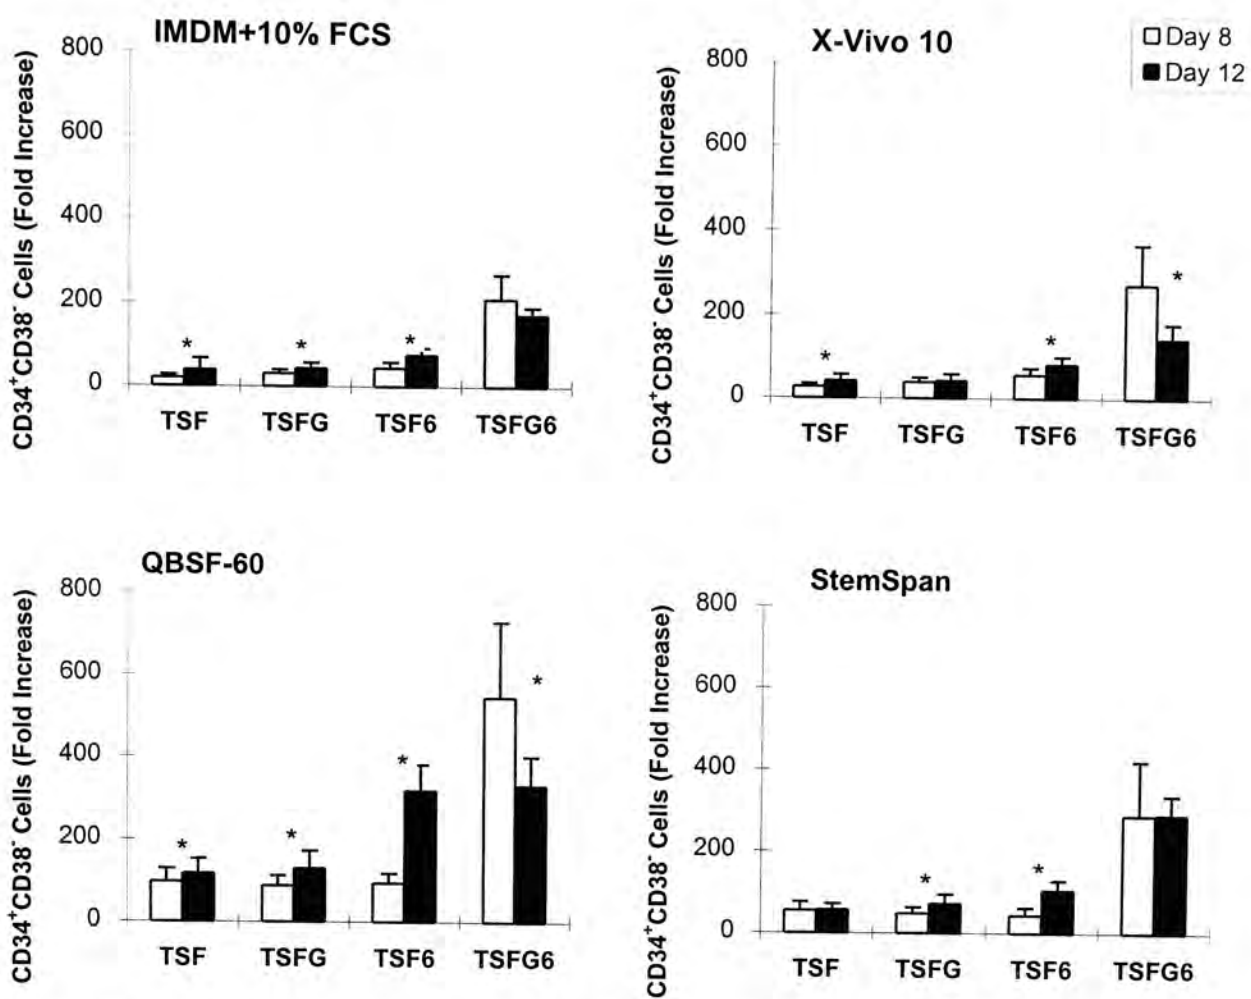 IMDM+10% FCS
CD34⁺CD38⁻ Cells (Fold Increase)
800
600
400
200
0
*
*
*
TSF
TSFG
TSF6
TSFG6
X-Vivo 10
Day 8
Day 12
CD34⁺CD38⁻ Cells (Fold Increase)
800
600
400
200
0
*
*
*
TSF
TSFG
TSF6
TSFG6
QBSF-60
CD34⁺CD38⁻ Cells (Fold Increase)
800
600
400
200
0
*
*
*
*
TSF
TSFG
TSF6
TSFG6
StemSpan
CD34⁺CD38⁻ Cells (Fold Increase)
800
600
400
200
0
*
*
TSF
TSFG
TSF6
TSFG6